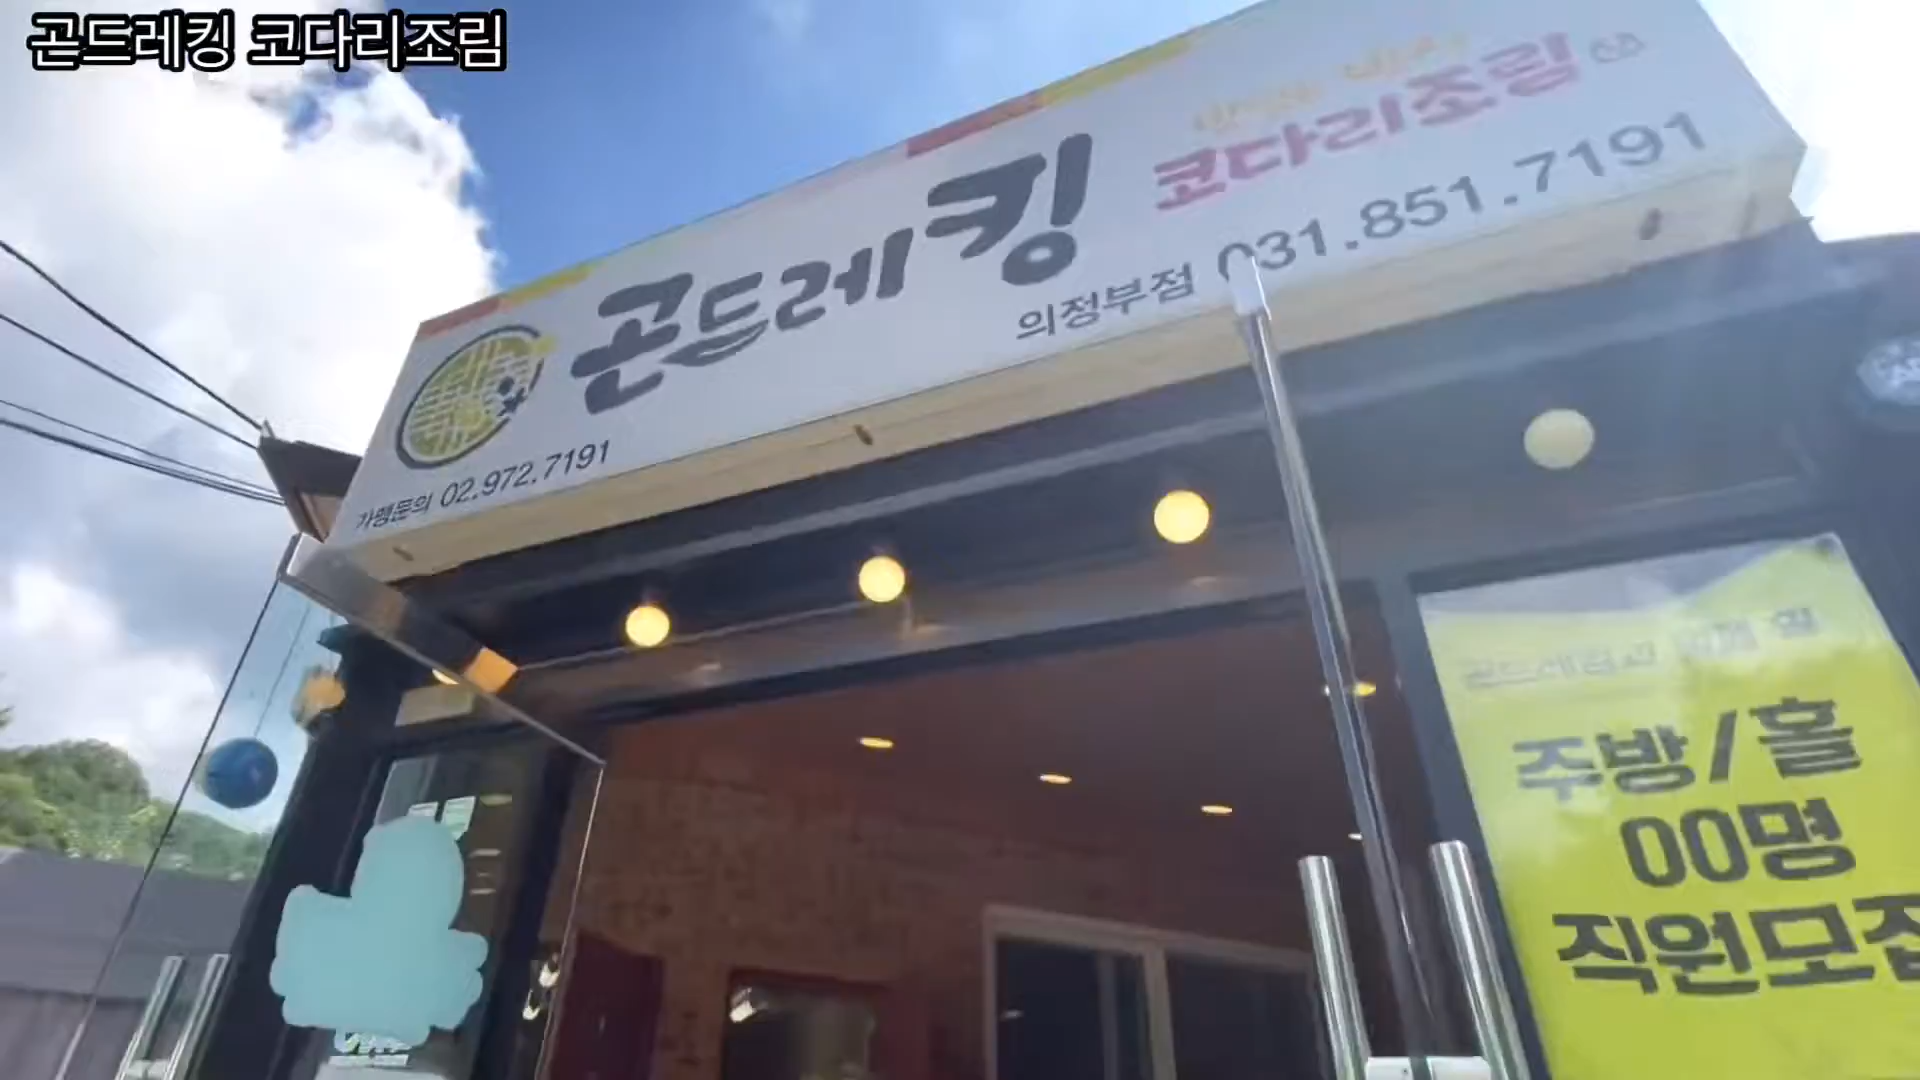 곤드레킹 코다리조림
코다리조림
곤드레킹
의정부점 031.851.7191
가맹문의 02.972.7191
주방/홀
00명
직원모집